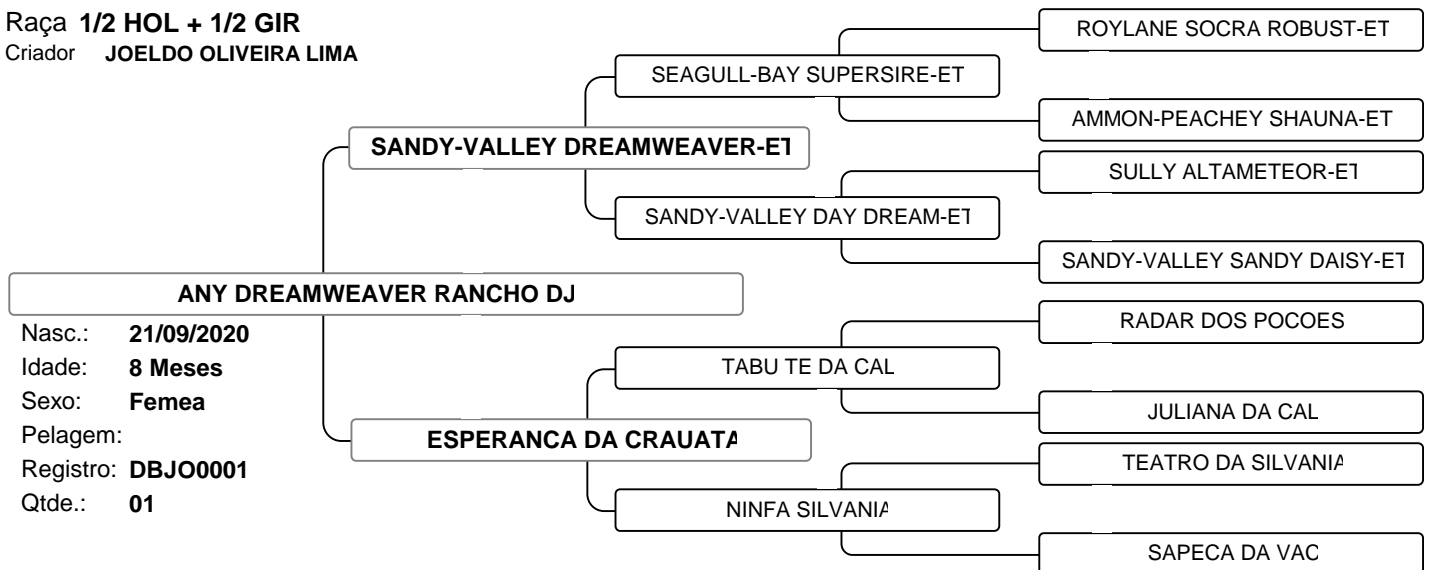 Raça 1/2 HOL + 1/2 GIR
Criador JOELDO OLIVEIRA LIMA
ROYLANE SOCRA ROBUST-ET
SEAGULL-BAY SUPERSIRE-ET
AMMON-PEACHEY SHAUNA-ET
SANDY-VALLEY DREAMWEAVER-ET
SULLY ALTAMETEOR-ET
SANDY-VALLEY DAY DREAM-ET
SANDY-VALLEY SANDY DAISY-ET
ANY DREAMWEAVER RANCHO DJ
Nasc.: 21/09/2020
Idade: 8 Meses
Sexo: Femea
Pelagem:
Registro: DBJO0001
Qtde.: 01
RADAR DOS POCOES
TABU TE DA CAL
JULIANA DA CAL
ESPERANCA DA CRAUATA
TEATRO DA SILVANIA
NINFA SILVANIA
SAPECA DA VAC